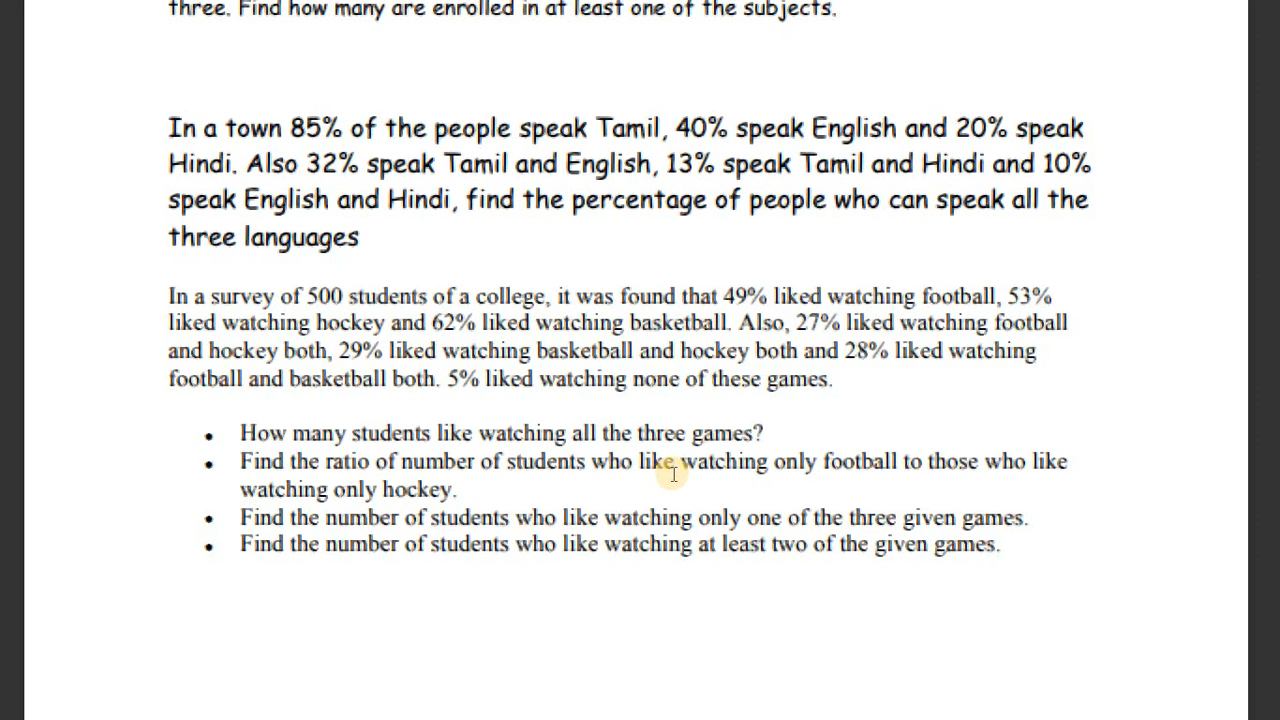 three. Find how many are enrolled in at least one of the subjects.
In a town 85% of the people speak Tamil, 40% speak English and 20% speak
Hindi. Also 32% speak Tamil and English, 13% speak Tamil and Hindi and 10%
speak English and Hindi, find the percentage of people who can speak all the
three languages
In a survey of 500 students of a college, it was found that 49% liked watching football, 53%
liked watching hockey and 62% liked watching basketball. Also, 27% liked watching football
and hockey both, 29% liked watching basketball and hockey both and 28% liked watching
football and basketball both. 5% liked watching none of these games.
• How many students like watching all the three games?
• Find the ratio of number of students who like watching only football to those who like
watching only hockey.
• Find the number of students who like watching only one of the three given games.
• Find the number of students who like watching at least two of the given games.